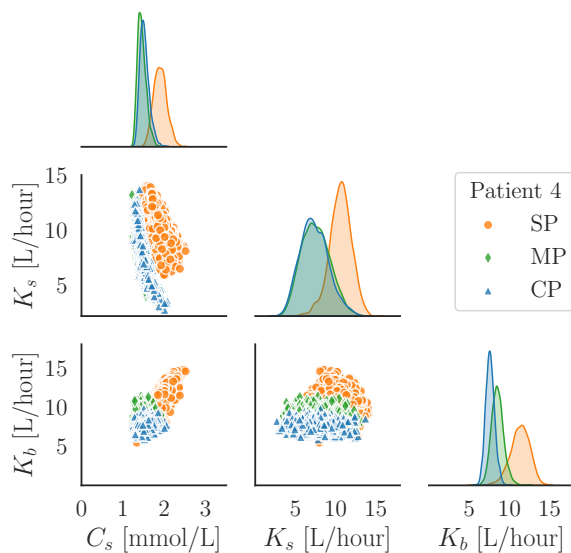 15
10
5
K_s [L/hour]
Patient 4
SP
MP
CP
15
10
5
K_b [L/hour]
0 1 2 3
5 10 15
5 10 15
C_s [mmol/L]
K_s [L/hour]
K_b [L/hour]